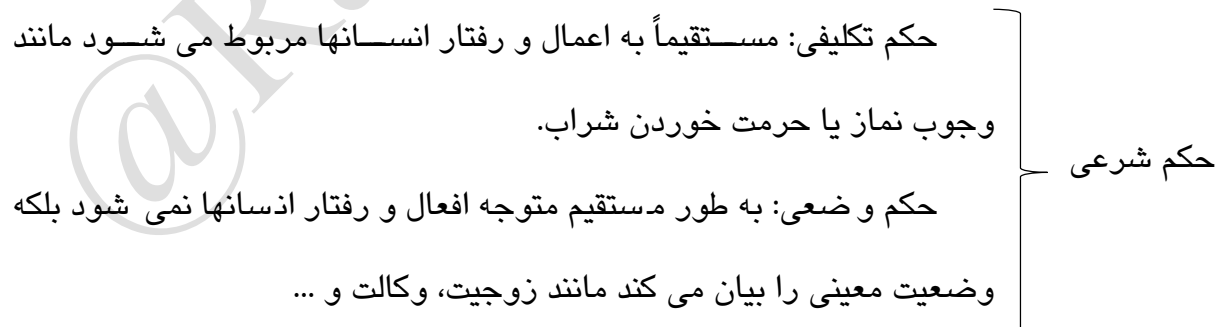 حکم تکلیفی: مستقیماً به اعمال و رفتار انسانها مربوط می شود مانند
وجوب نماز یا حرمت خوردن شراب.
حکم شرعی
حکم وضعی: به طور مستقیم متوجه افعال و رفتار انسانها نمی شود بلکه
وضعیت معینی را بیان می کند مانند زوجیت، وکالت و ...